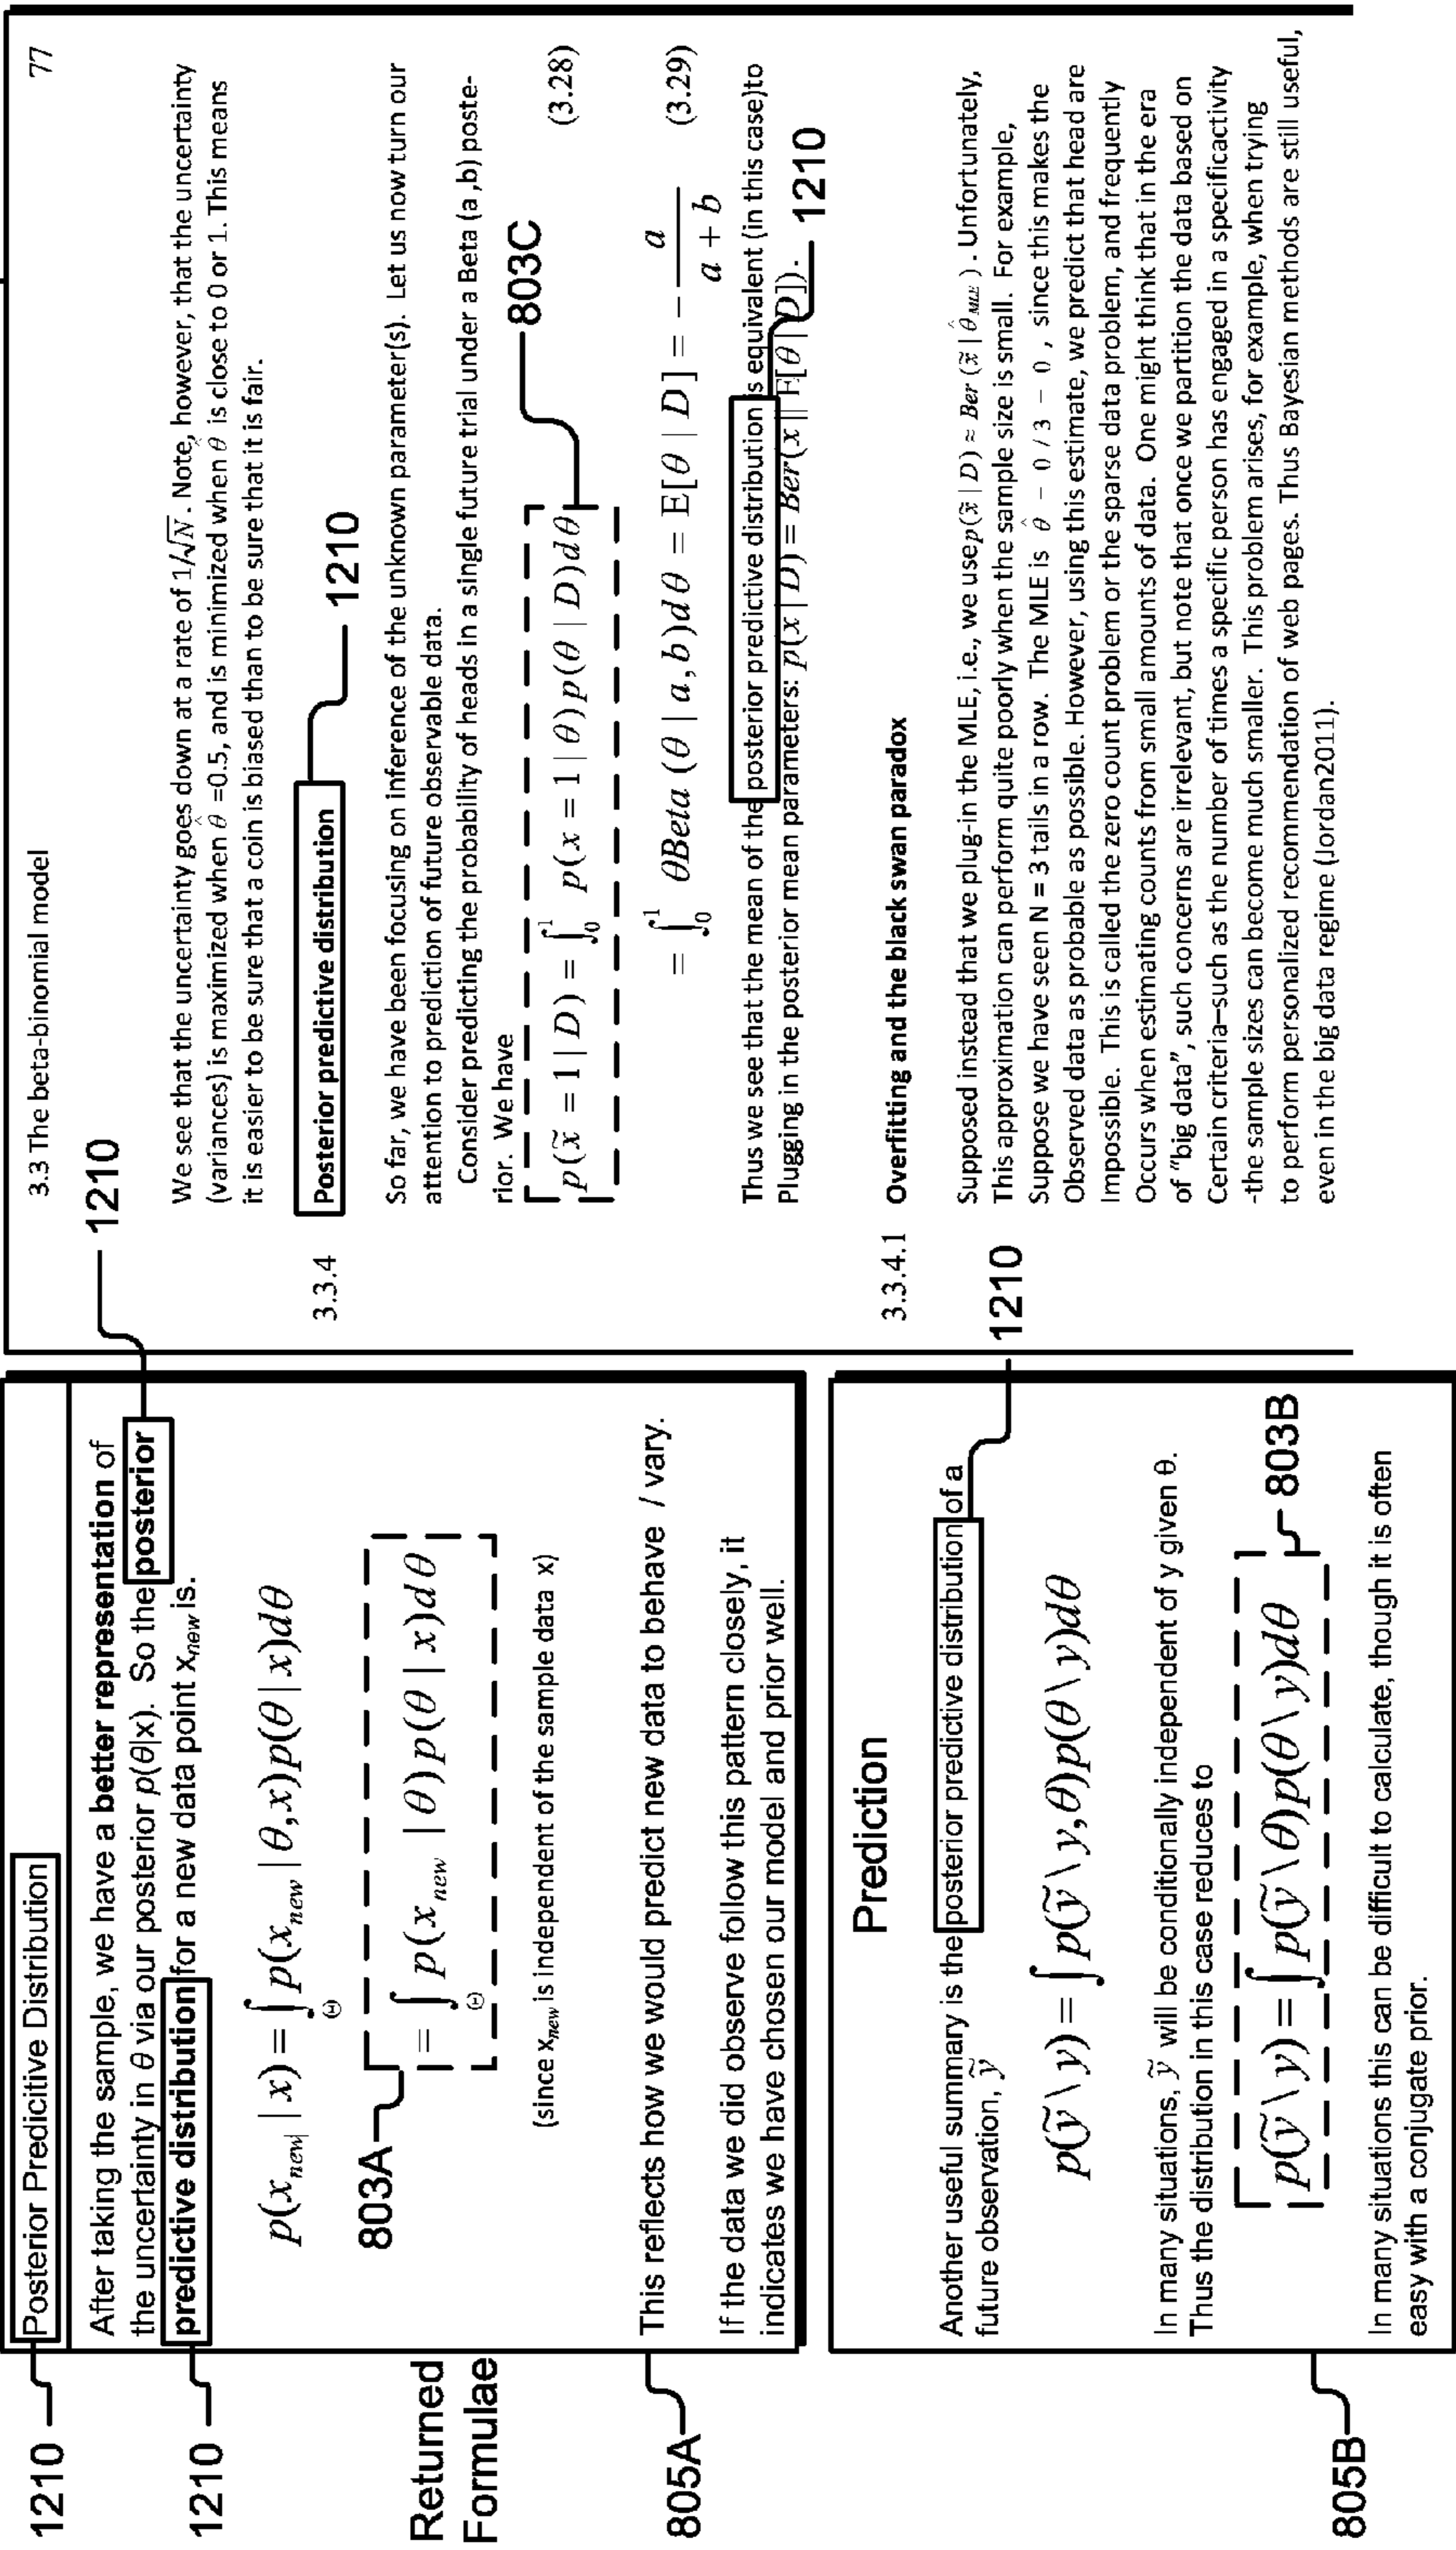 1210
Posterior Predicitive Distribution
After taking the sample, we have a better representation of
the uncertainty in θ via our posterior p(θ|x). So the posterior
1210
1210
predictive distribution for a new data point x_new is.
p(x_new| | x) = ∫_Θ p(x_new | θ,x)p(θ | x)dθ
803A
= ∫_Θ p(x_new | θ)p(θ | x)dθ
Returned
Formulae
(since x_new is independent of the sample data x)
This reflects how we would predict new data to behave / vary.
805A
If the data we did observe follow this pattern closely, it
indicates we have chosen our model and prior well.
Prediction
Another useful summary is the posterior predictive distribution of a
1210
future observation, ỹ
p(ỹ \ y) = ∫ p(ỹ \ y,θ)p(θ \ y)dθ
In many situations, ỹ will be conditionally independent of y given θ.
Thus the distribution in this case reduces to
p(ỹ \ y) = ∫ p(ỹ \ θ)p(θ \ y)dθ
803B
805B
In many situations this can be difficult to calculate, though it is often
easy with a conjugate prior.
3.3 The beta-binomial model 77
We see that the uncertainty goes down at a rate of 1/√N. Note, however, that the uncertainty
(variances) is maximized when θ̂ =0.5, and is minimized when θ̂ is close to 0 or 1. This means
it is easier to be sure that a coin is biased than to be sure that it is fair.
3.3.4 Posterior predictive distribution
1210
So far, we have been focusing on inference of the unknown parameter(s). Let us now turn our
attention to prediction of future observable data.
Consider predicting the probability of heads in a single future trial under a Beta (a ,b) poste-
rior. We have
803C
p(x̃ = 1 | D) = ∫₀¹ p(x = 1 | θ)p(θ | D)dθ (3.28)
= ∫₀¹ θBeta (θ | a,b)dθ = E[θ | D] = – a / a + b (3.29)
Thus we see that the mean of the posterior predictive distribution is equivalent (in this case)to
Plugging in the posterior mean parameters: p(x | D) = Ber(x || E[θ | D]).
1210
3.3.4.1 Overfitting and the black swan paradox
Supposed instead that we plug-in the MLE, i.e., we use p(x̃ | D) ≈ Ber (x̃ | θ̂_MLE ). Unfortunately,
This approximation can perform quite poorly when the sample size is small. For example,
Suppose we have seen N = 3 tails in a row. The MLE is θ̂ – 0 / 3 – 0 , since this makes the
Observed data as probable as possible. However, using this estimate, we predict that head are
Impossible. This is called the zero count problem or the sparse data problem, and frequently
Occurs when estimating counts from small amounts of data. One might think that in the era
of "big data", such concerns are irrelevant, but note that once we partition the data based on
Certain criteria–such as the number of times a specific person has engaged in a specificactivity
-the sample sizes can become much smaller. This problem arises, for example, when trying
to perform personalized recommendation of web pages. Thus Bayesian methods are still useful,
even in the big data regime (Jordan2011).